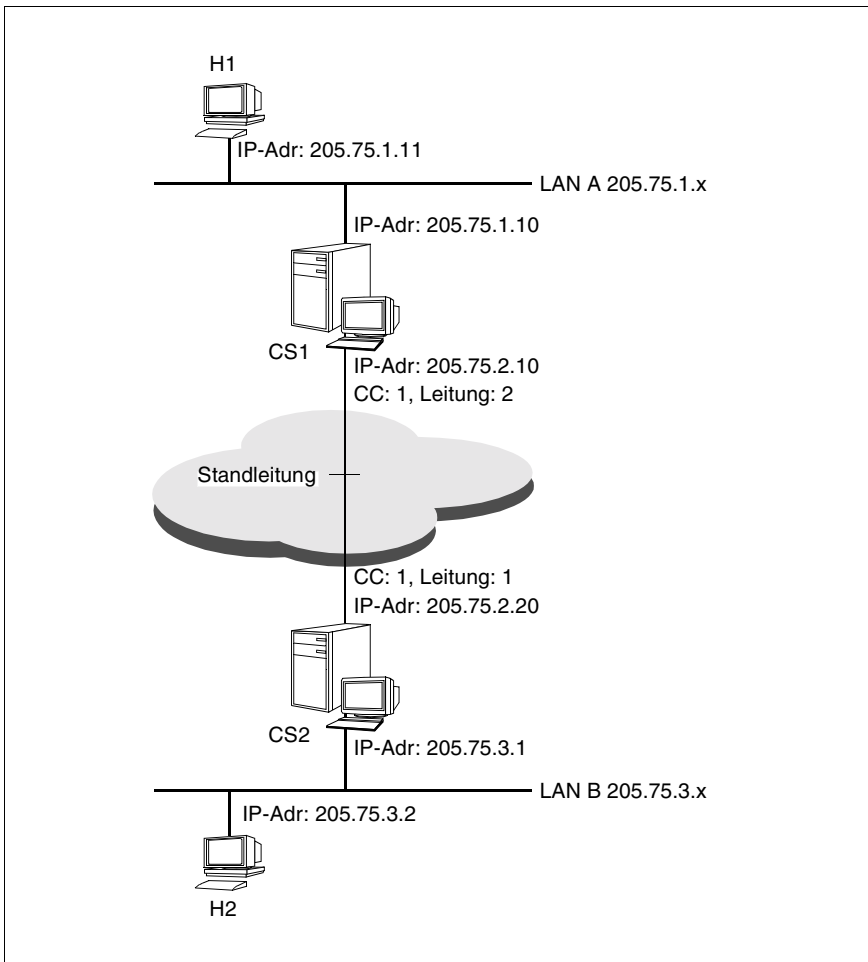 H1
IP-Adr: 205.75.1.11
LAN A 205.75.1.x
IP-Adr: 205.75.1.10
CS1
IP-Adr: 205.75.2.10
CC: 1, Leitung: 2
Standleitung
CC: 1, Leitung: 1
IP-Adr: 205.75.2.20
CS2
IP-Adr: 205.75.3.1
LAN B 205.75.3.x
IP-Adr: 205.75.3.2
H2